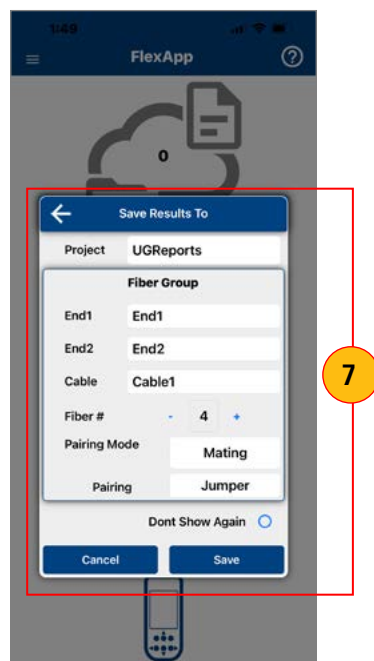 1:49
FlexApp
?
0
Save Results To
Project UGReports
Fiber Group
End1 End1
End2 End2
Cable Cable1
Fiber # - 4 +
Pairing Mode Mating
Pairing Jumper
Dont Show Again
Cancel Save
7